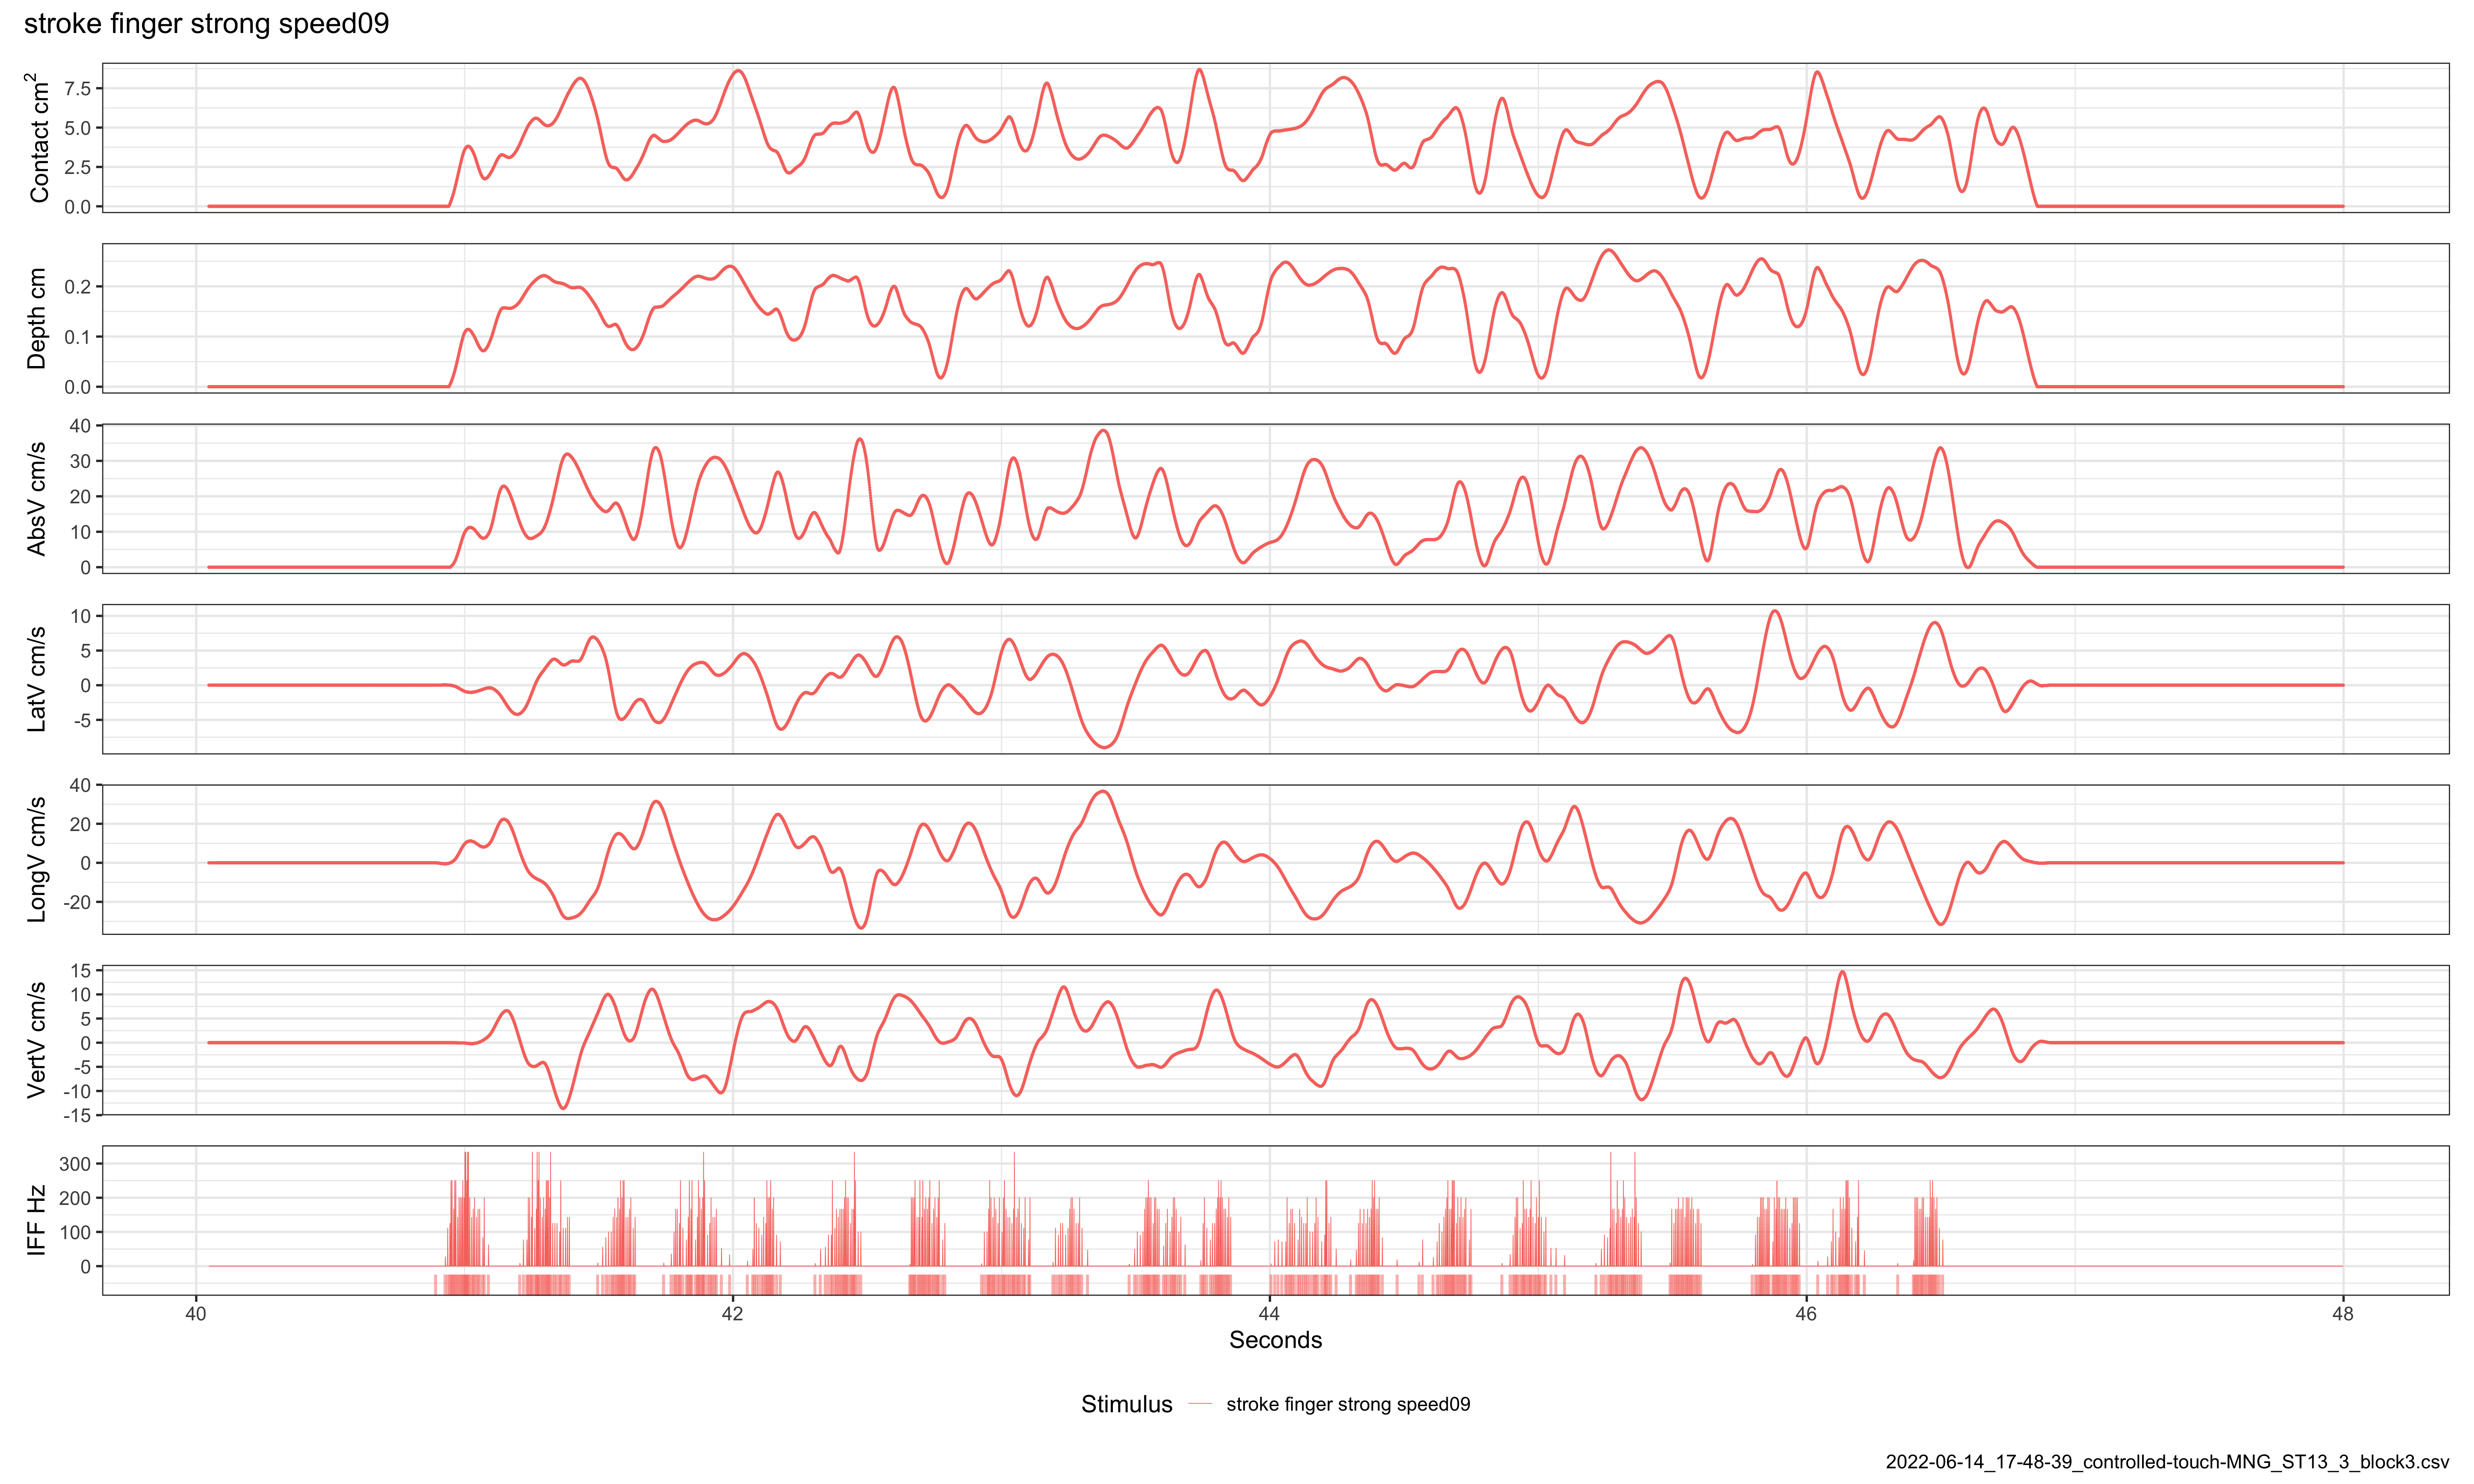 stroke finger strong speed09
Contact cm²
7.5
5.0
2.5
0.0
Depth cm
0.2
0.1
0.0
AbsV cm/s
40
30
20
10
0
LatV cm/s
10
5
0
-5
LongV cm/s
40
20
0
-20
VertV cm/s
15
10
5
0
-5
-10
-15
IFF Hz
300
200
100
0
40 42 44 46 48
Seconds
Stimulus stroke finger strong speed09
2022-06-14_17-48-39_controlled-touch-MNG_ST13_3_block3.csv